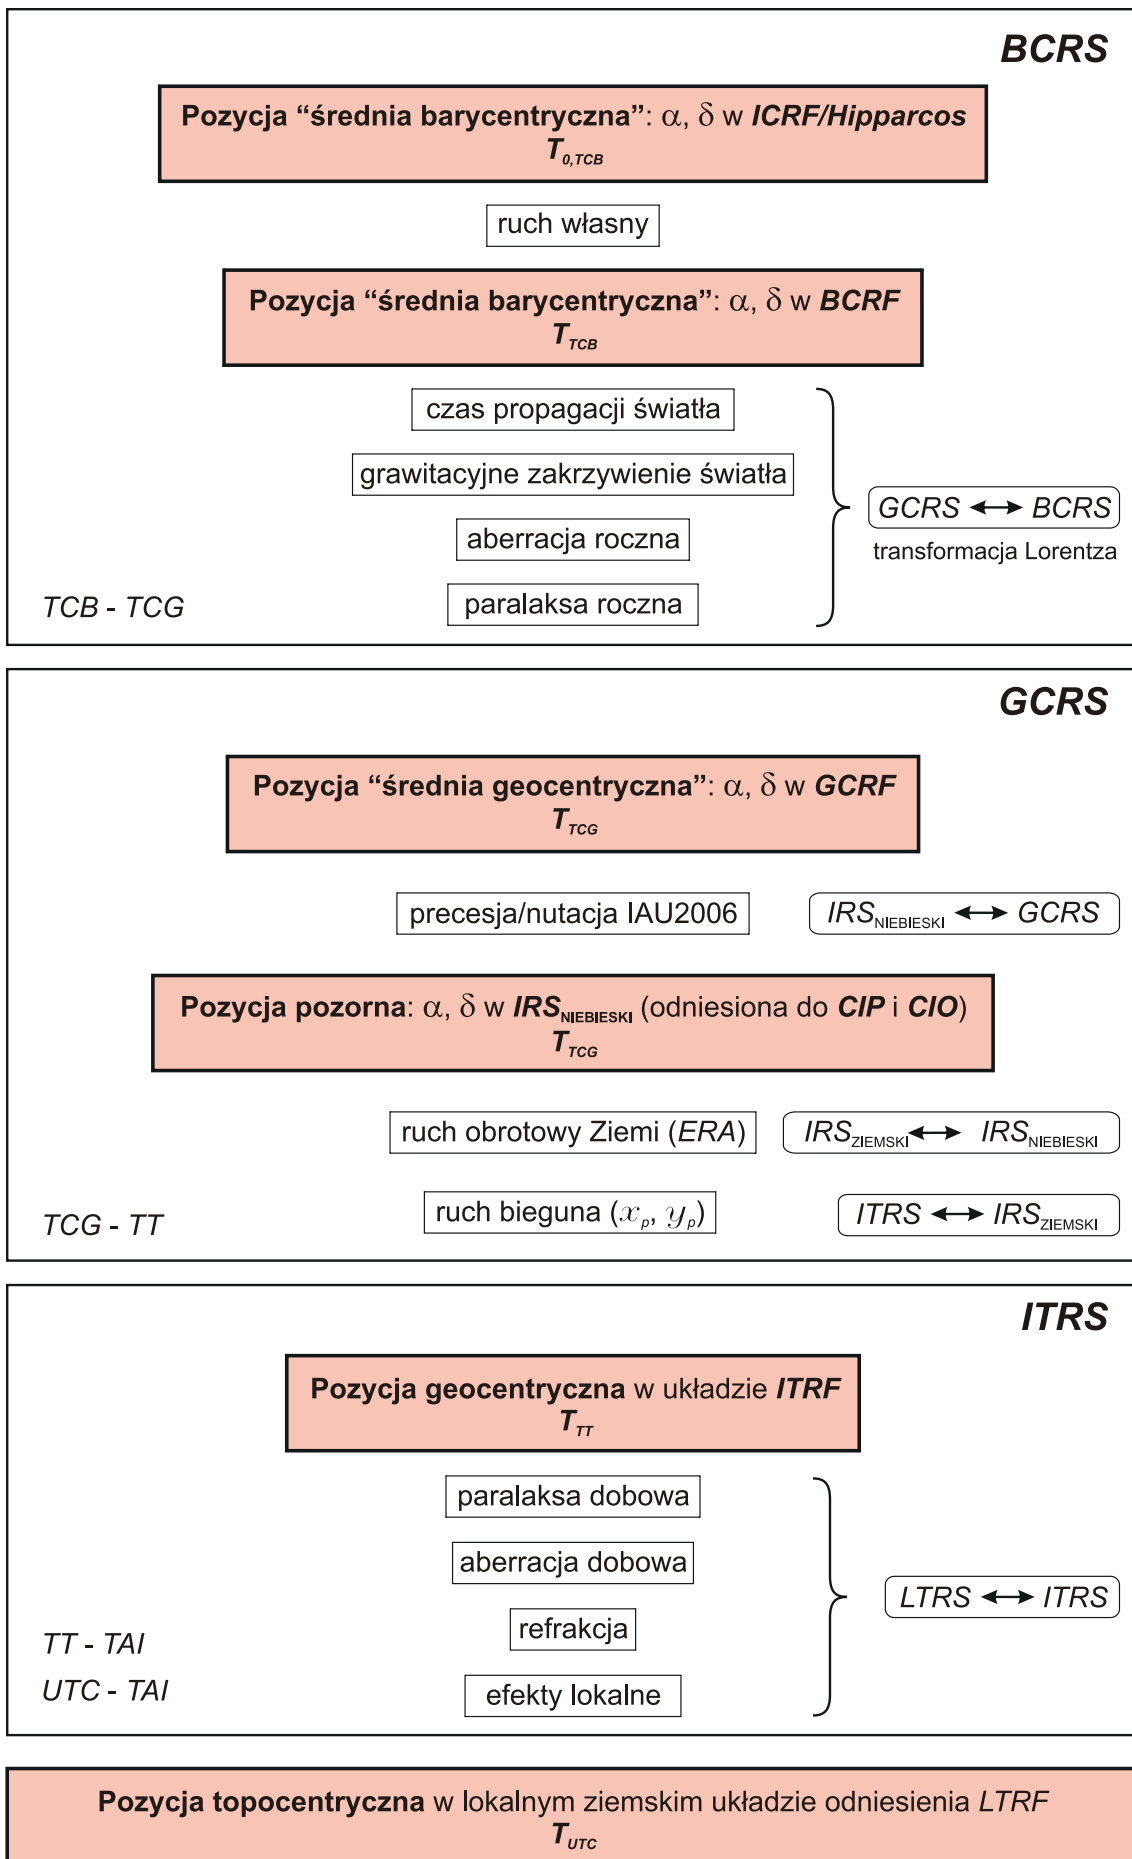 BCRS
Pozycja “średnia barycentryczna”: α, δ w ICRF/Hipparcos
T0,TCB
ruch własny
Pozycja “średnia barycentryczna”: α, δ w BCRF
TTCB
czas propagacji światła
grawitacyjne zakrzywienie światła
GCRS ↔ BCRS
aberracja roczna
transformacja Lorentza
paralaksa roczna
TCB - TCG
GCRS
Pozycja “średnia geocentryczna”: α, δ w GCRF
TTCG
precesja/nutacja IAU2006
IRSNIEBIESKI ↔ GCRS
Pozycja pozorna: α, δ w IRSNIEBIESKI (odniesiona do CIP i CIO)
TTCG
ruch obrotowy Ziemi (ERA)
IRSZIEMSKI ↔ IRSNIEBIESKI
TCG - TT
ruch bieguna (xp, yp)
ITRS ↔ IRSZIEMSKI
ITRS
Pozycja geocentryczna w układzie ITRF
TTT
paralaksa dobowa
aberracja dobowa
LTRS ↔ ITRS
refrakcja
TT - TAI
UTC - TAI
efekty lokalne
Pozycja topocentryczna w lokalnym ziemskim układzie odniesienia LTRF
TUTC